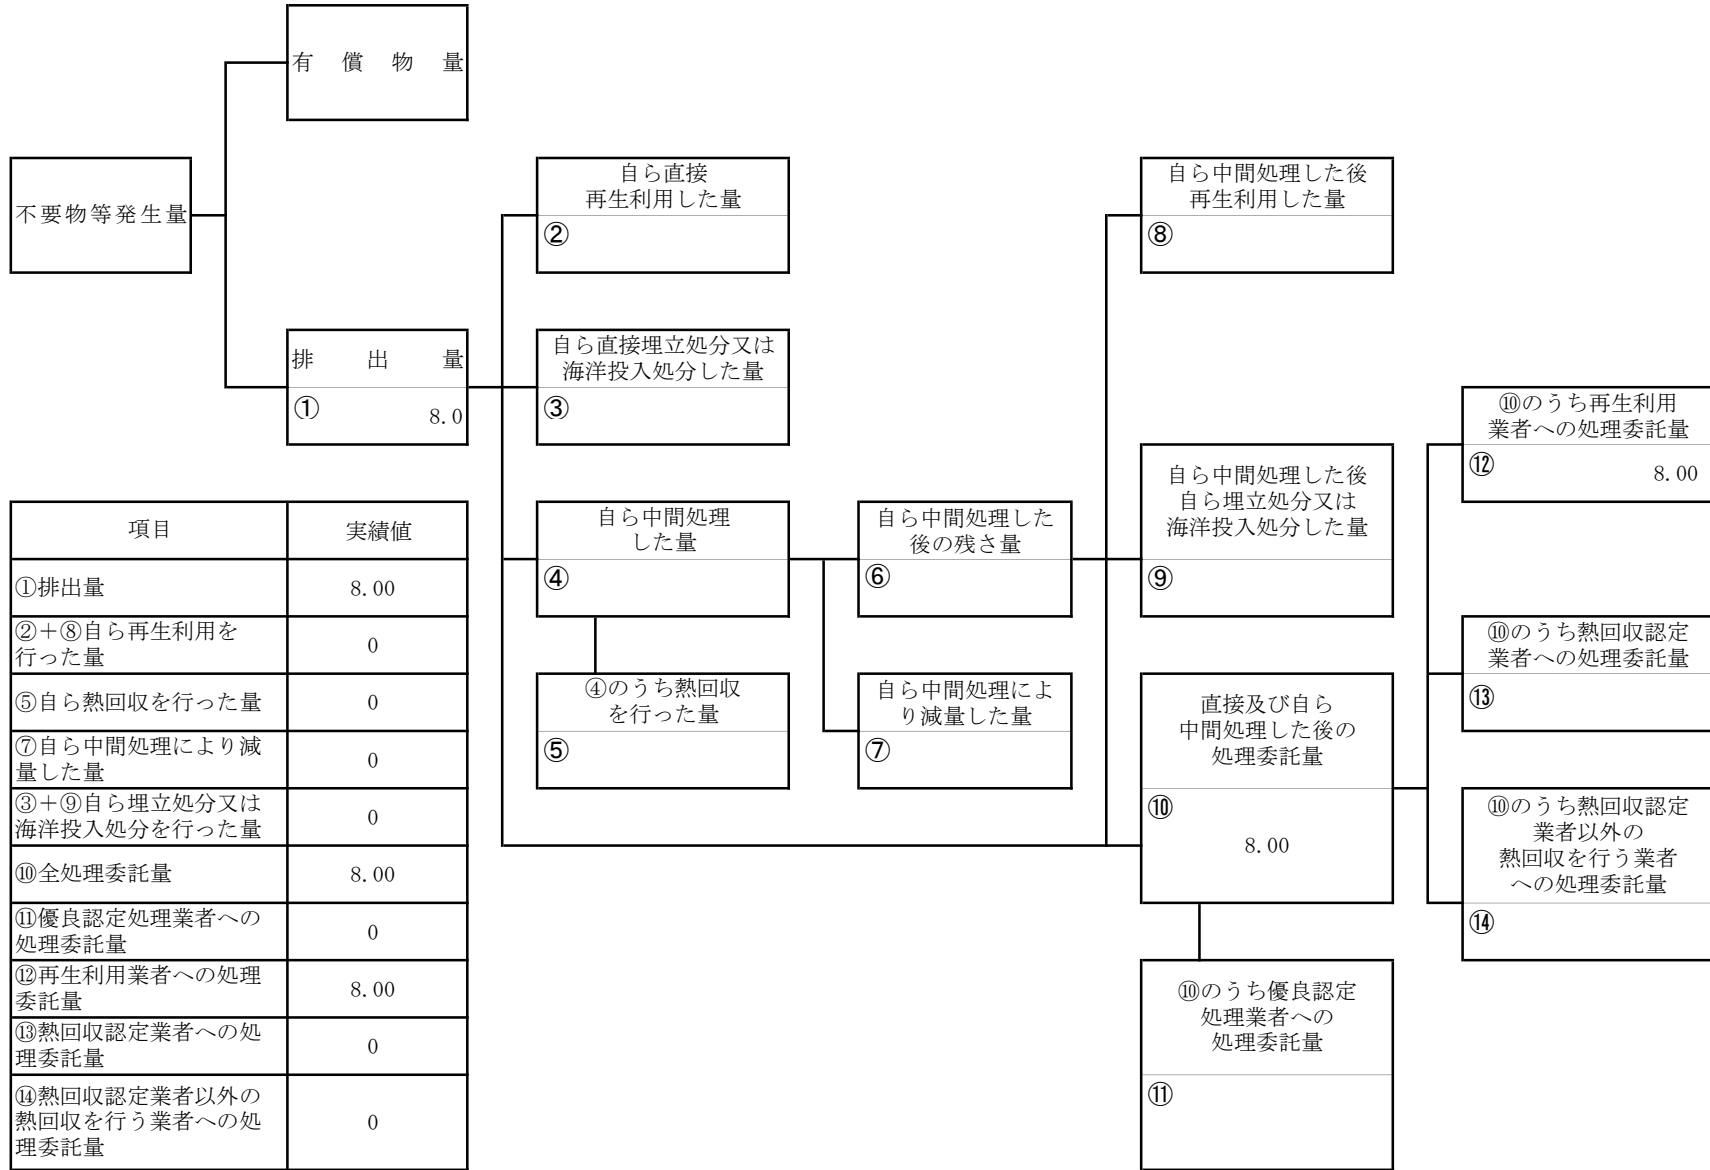 有償物量
不要物等発生量
自ら直接
再生利用した量
②
自ら中間処理した後
再生利用した量
⑧
排出量
①
8.0
自ら直接埋立処分又は
海洋投入処分した量
③
⑩のうち再生利用
業者への処理委託量
⑫
8.00
自ら中間処理した後
自ら埋立処分又は
海洋投入処分した量
⑨
自ら中間処理
した量
④
自ら中間処理した
後の残さ量
⑥
⑩のうち熱回収認定
業者への処理委託量
⑬
④のうち熱回収
を行った量
⑤
自ら中間処理によ
り減量した量
⑦
直接及び自ら
中間処理した後の
処理委託量
⑩
8.00
⑩のうち熱回収認定
業者以外の
熱回収を行う業者
への処理委託量
⑭
⑩のうち優良認定
処理業者への
処理委託量
⑪
項目 実績値
①排出量 8.00
②＋⑧自ら再生利用を
行った量 0
⑤自ら熱回収を行った量 0
⑦自ら中間処理により減
量した量 0
③＋⑨自ら埋立処分又は
海洋投入処分を行った量 0
⑩全処理委託量 8.00
⑪優良認定処理業者への
処理委託量 0
⑫再生利用業者への処理
委託量 8.00
⑬熱回収認定業者への処
理委託量 0
⑭熱回収認定業者以外の
熱回収を行う業者への処
理委託量 0